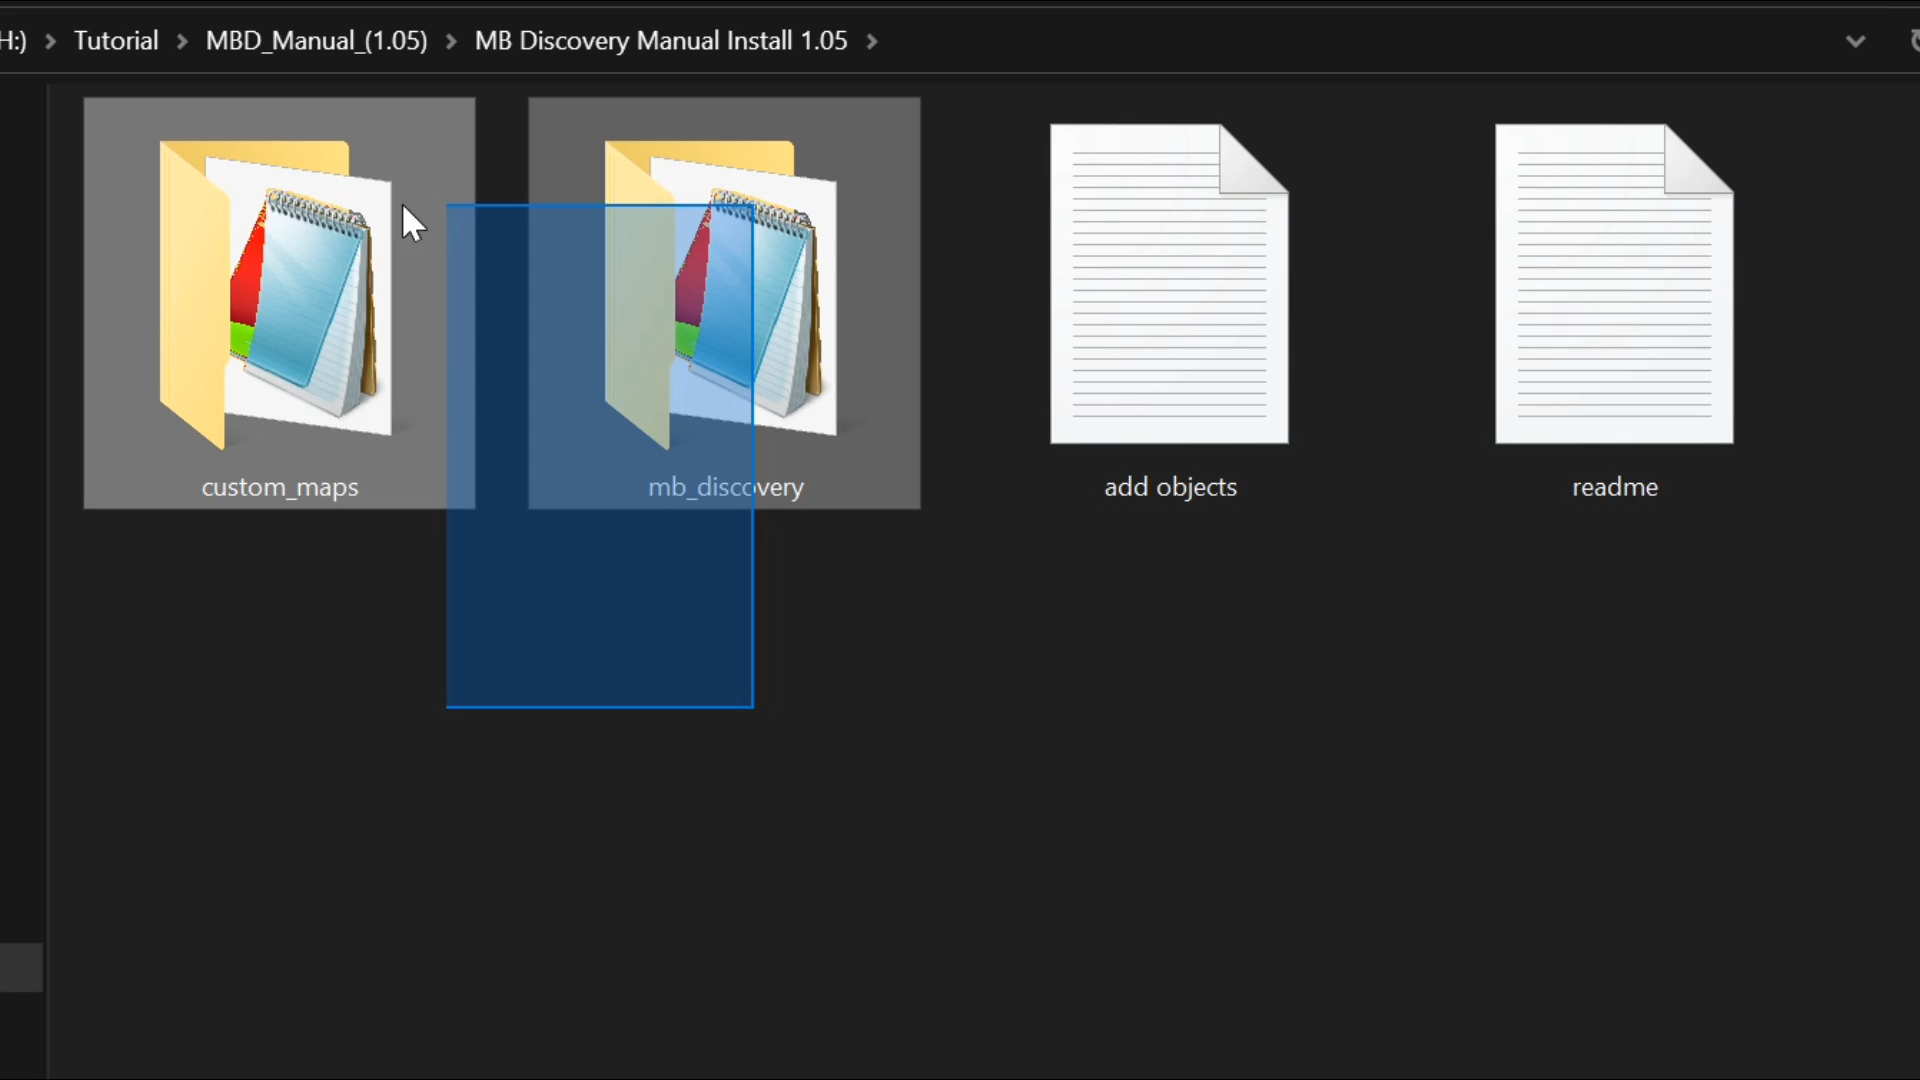 H:) > Tutorial > MBD_Manual_(1.05) > MB Discovery Manual Install 1.05 >
custom_maps
mb_discovery
add objects
readme